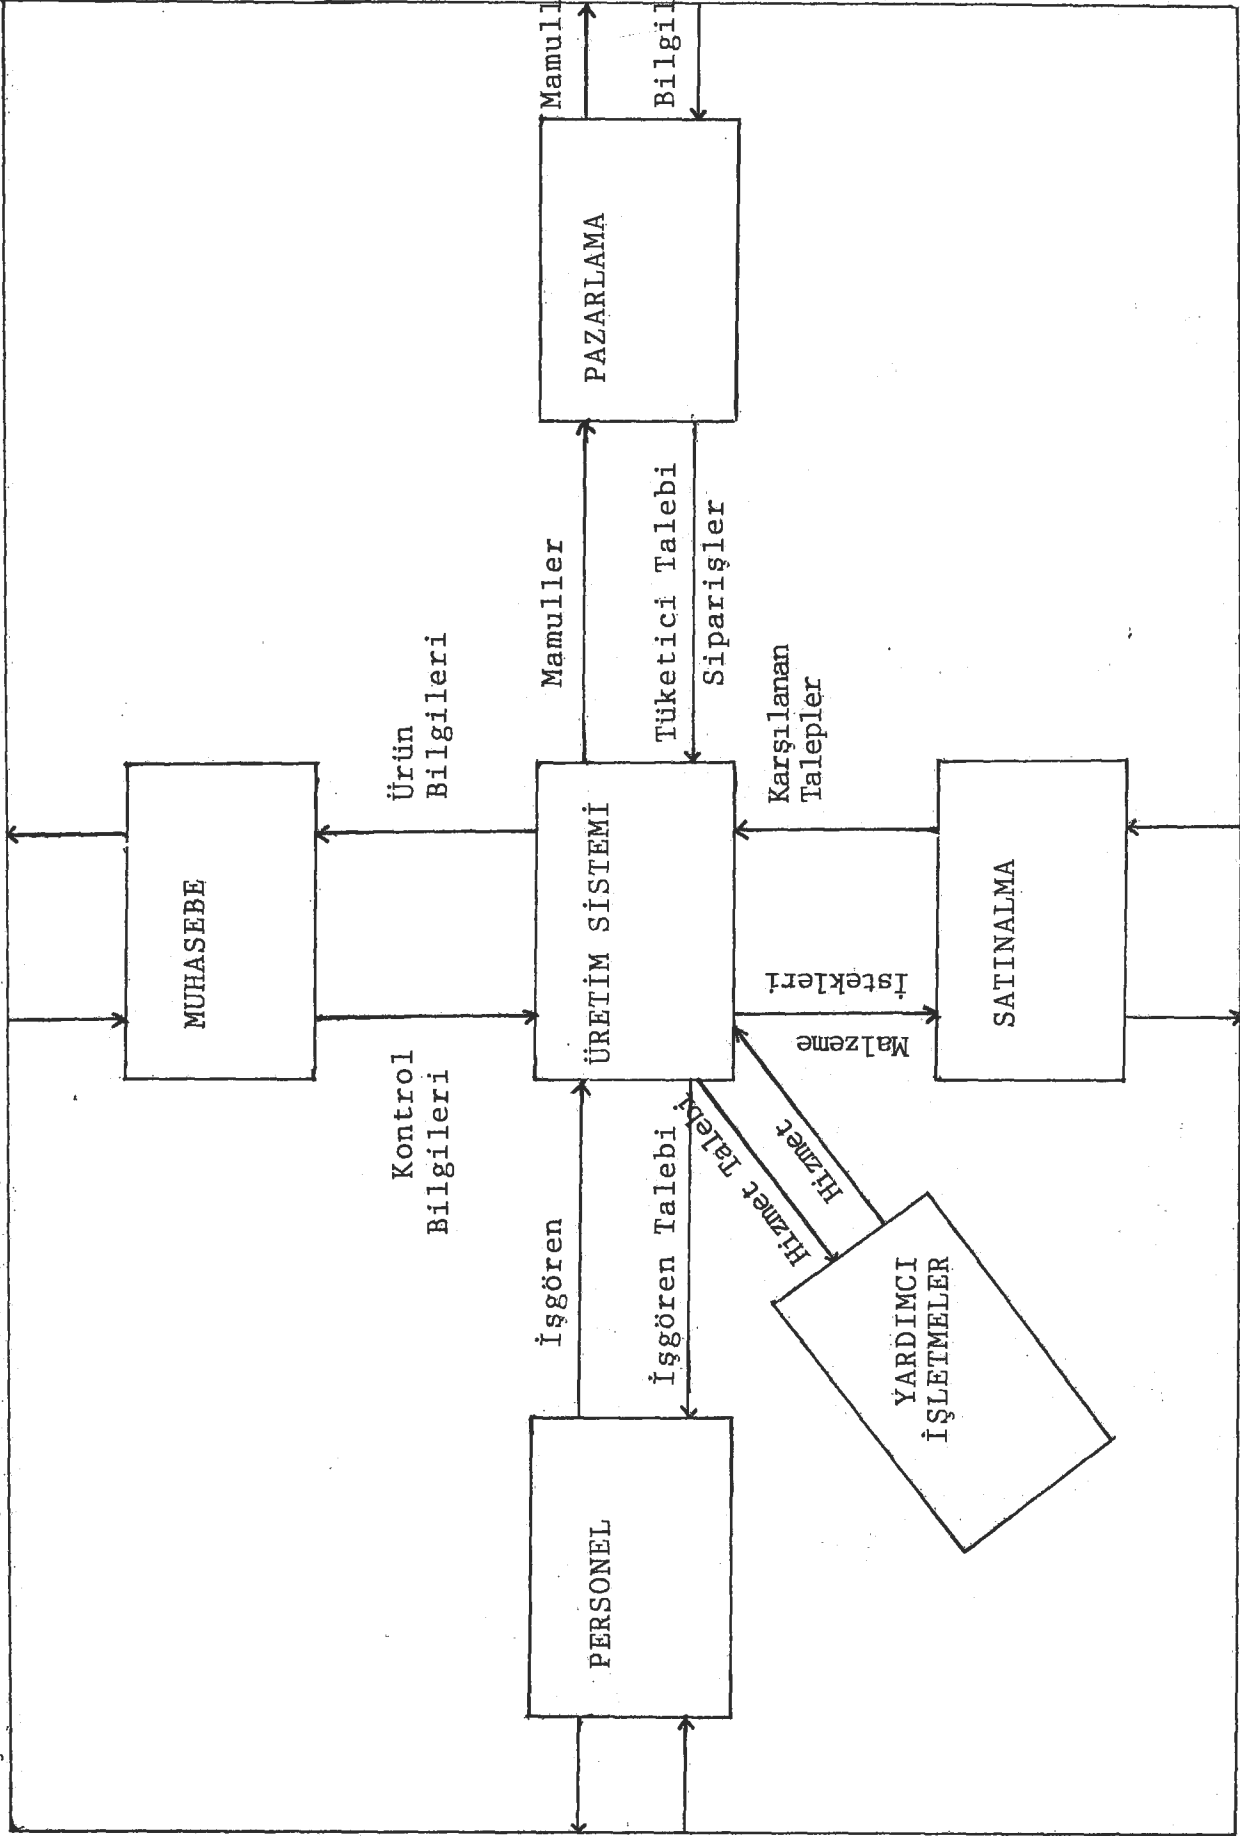 MUHASEBE
Kontrol
Bilgileri
Ürün
Bilgileri
PERSONEL
İşgören
İşgören Talebi
ÜRETİM SİSTEMİ
Mamuller
Tüketici Talebi
Siparişler
PAZARLAMA
Mamul
Bilgi
Hizmet Talebi
Hizmet
Malzeme
İstekleri
Karşılanan
Talepler
YARDIMCI
İŞLETMELER
SATINALMA